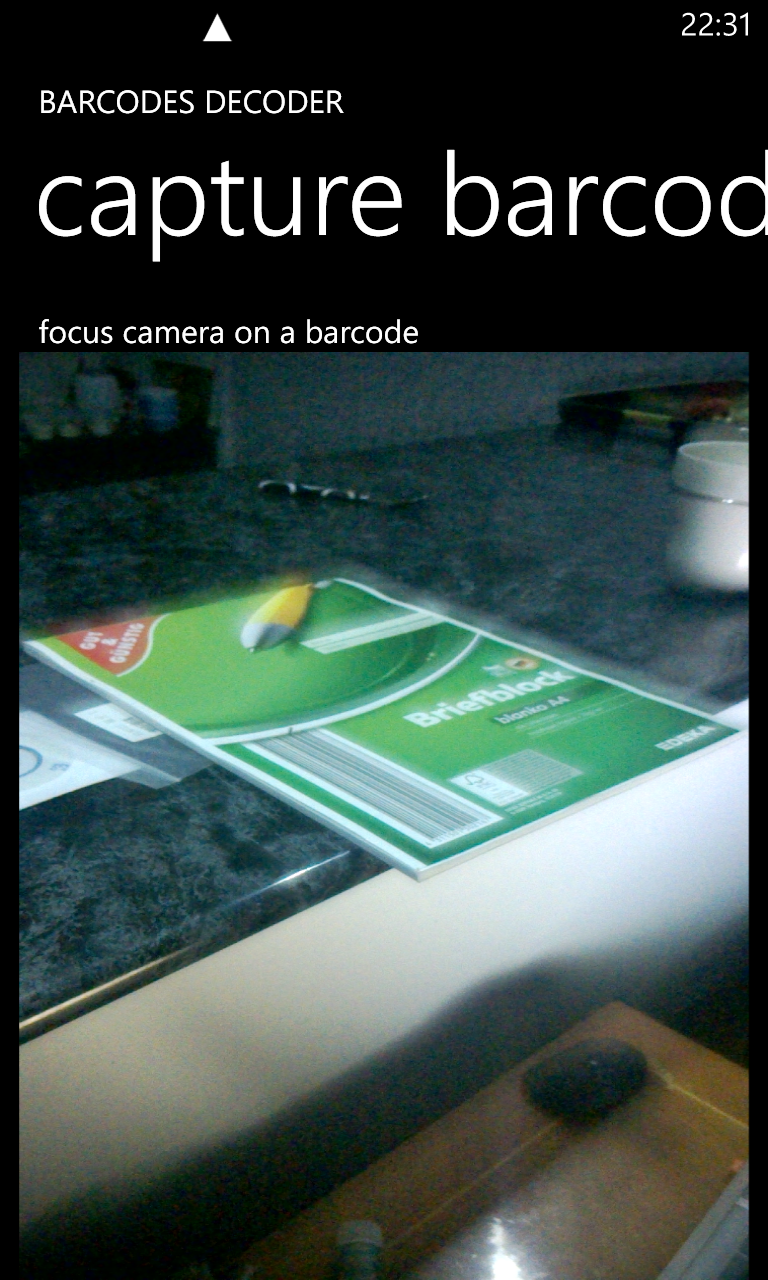 22:31
BARCODES DECODER
capture barcod
focus camera on a barcode
GUT
&
GÜNSTIG
Briefblock
blanko A4
EDEKA